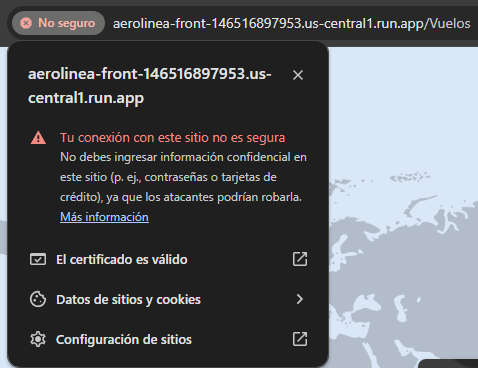 No seguro
aerolinea-front-146516897953.us-central1.run.app/Vuelos
aerolinea-front-146516897953.us-
central1.run.app
Tu conexión con este sitio no es segura
No debes ingresar información confidencial en
este sitio (p. ej., contraseñas o tarjetas de
crédito), ya que los atacantes podrían robarla.
Más información
El certificado es válido
Datos de sitios y cookies
Configuración de sitios